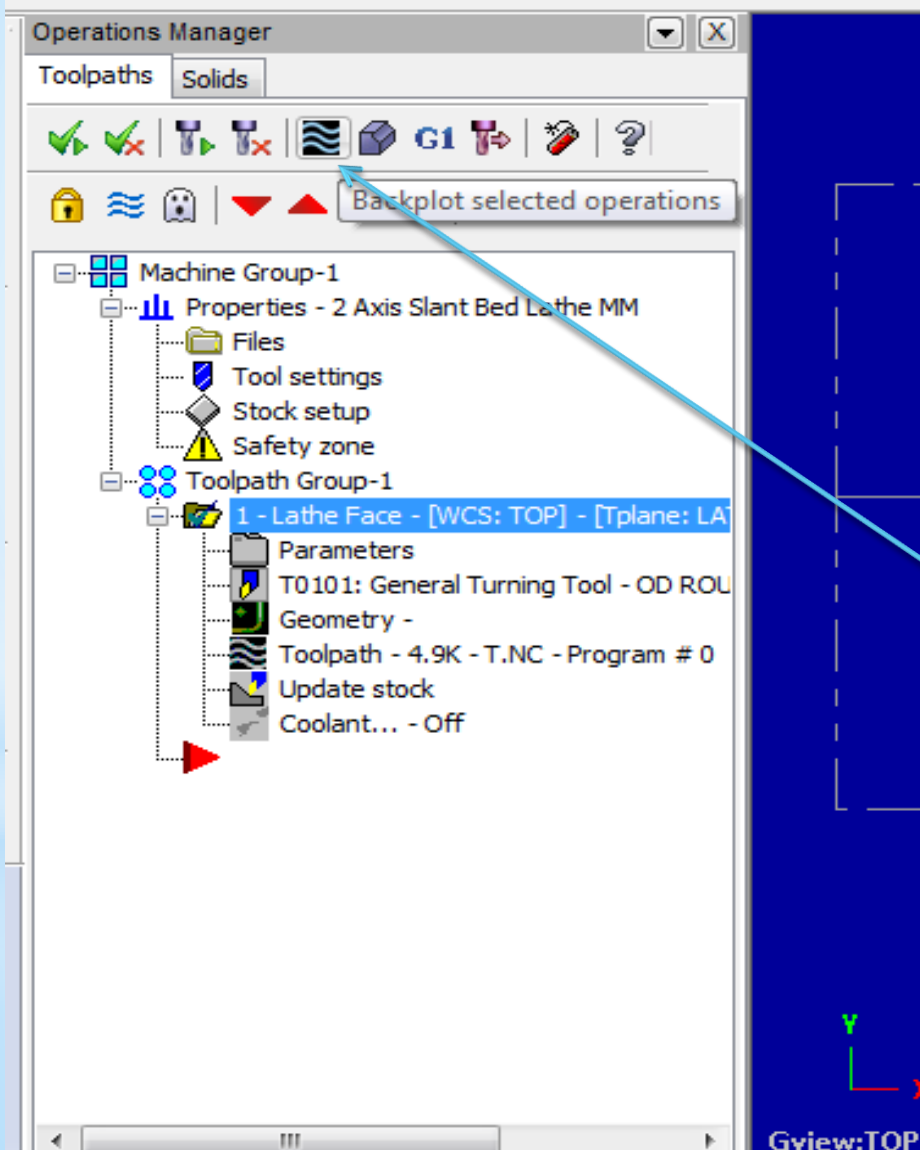 Operations Manager
X
Toolpaths Solids
G1
Backplot selected operations
Machine Group-1
Properties - 2 Axis Slant Bed Lathe MM
Files
Tool settings
Stock setup
Safety zone
Toolpath Group-1
1 - Lathe Face - [WCS: TOP] - [Tplane: LA
Parameters
T0101: General Turning Tool - OD ROU
Geometry -
Toolpath - 4.9K - T.NC - Program # 0
Update stock
Coolant... - Off
Y
X
Gview:TOP